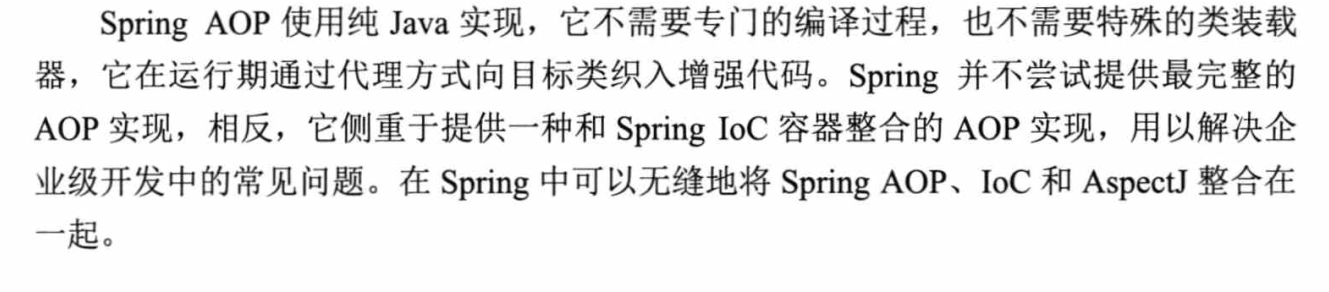 Spring AOP 使用纯 Java 实现，它不需要专门的编译过程，也不需要特殊的类装载
器，它在运行期通过代理方式向目标类织入增强代码。Spring 并不尝试提供最完整的
AOP 实现，相反，它侧重于提供一种和 Spring IoC 容器整合的 AOP 实现，用以解决企
业级开发中的常见问题。在 Spring 中可以无缝地将 Spring AOP、IoC 和 AspectJ 整合在
一起。